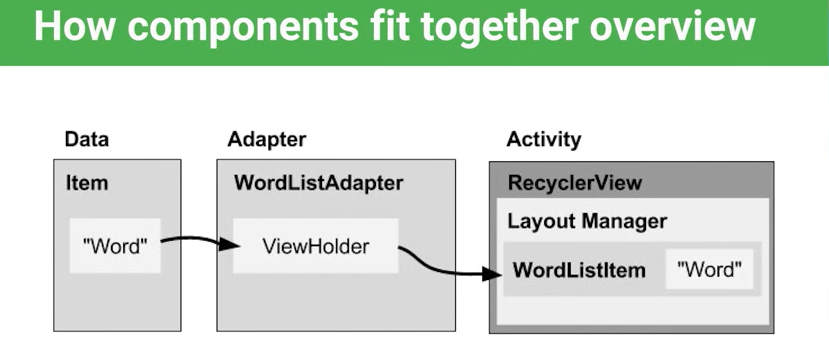 How components fit together overview
Data
Adapter
Activity
Item
WordListAdapter
RecyclerView
Layout Manager
"Word"
ViewHolder
WordListItem
"Word"